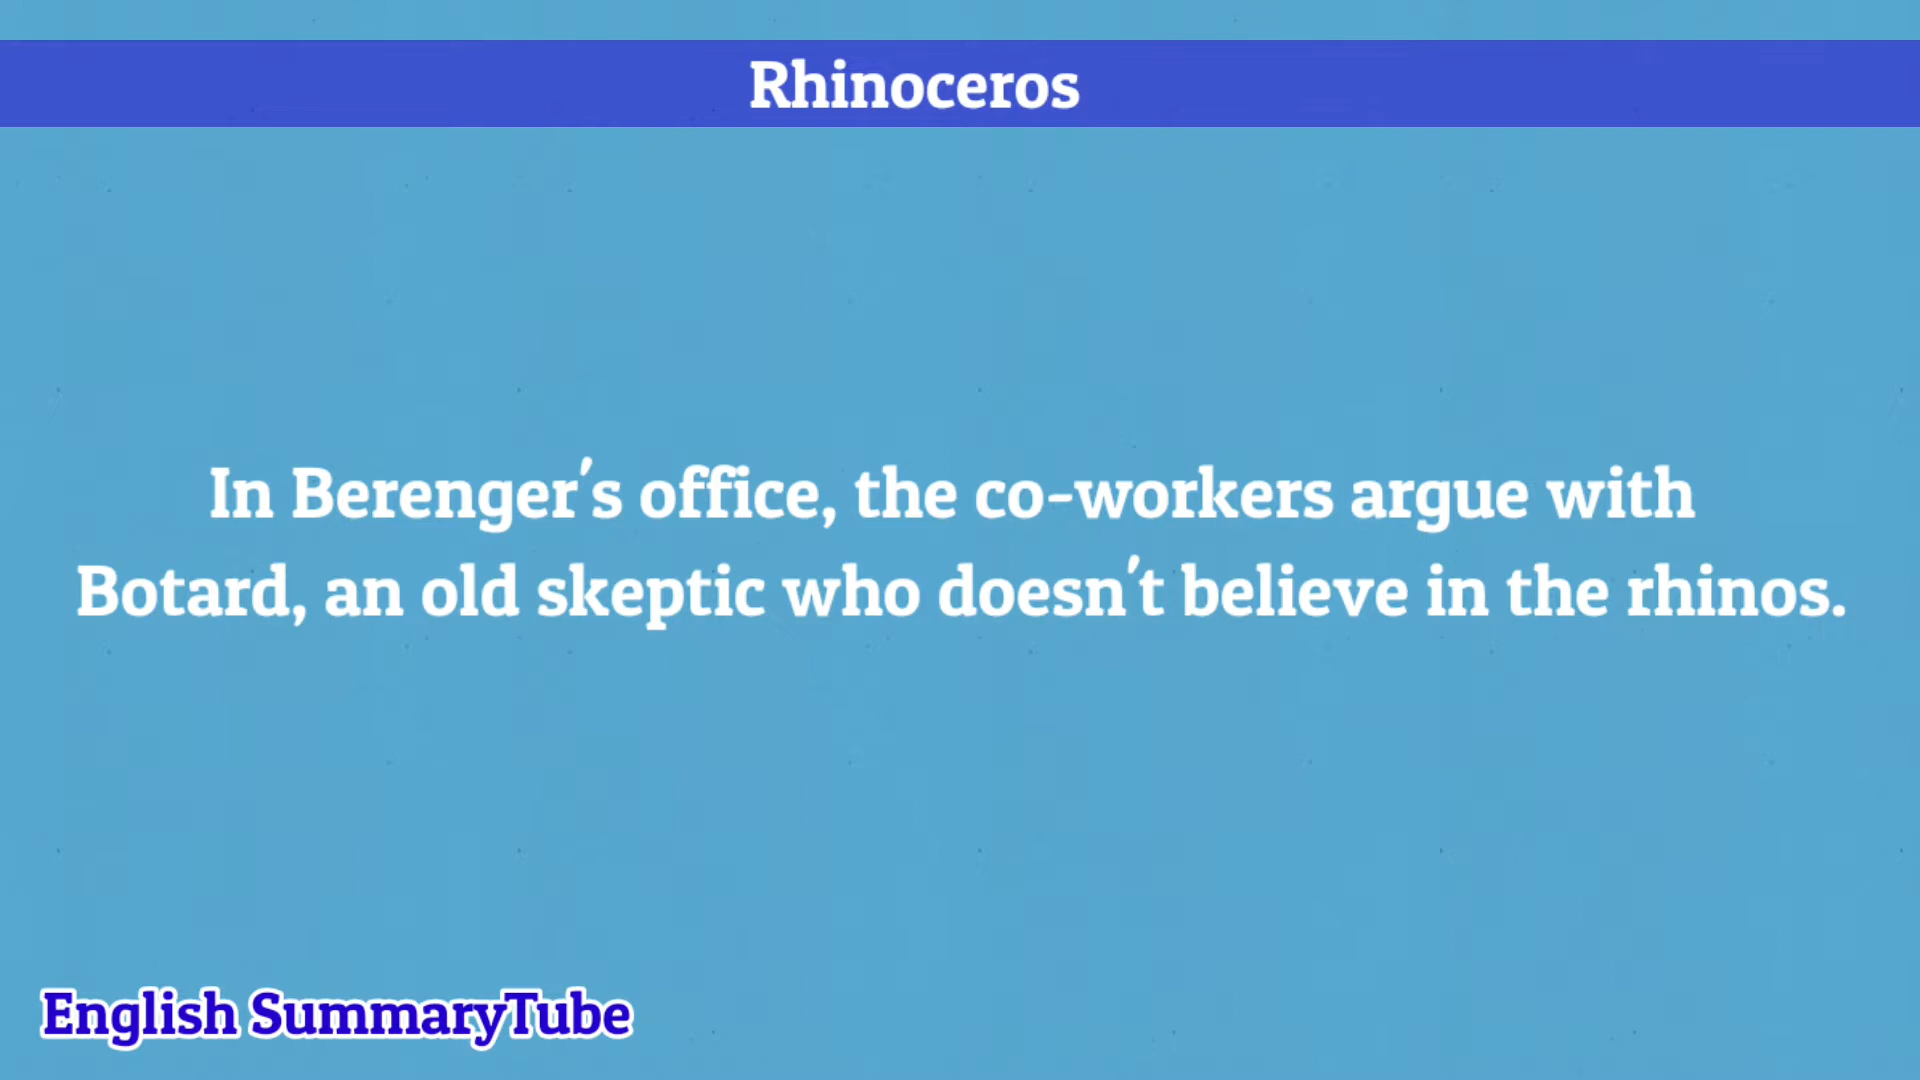 Rhinoceros
In Berenger's office, the co-workers argue with
Botard, an old skeptic who doesn't believe in the rhinos.
English SummaryTube